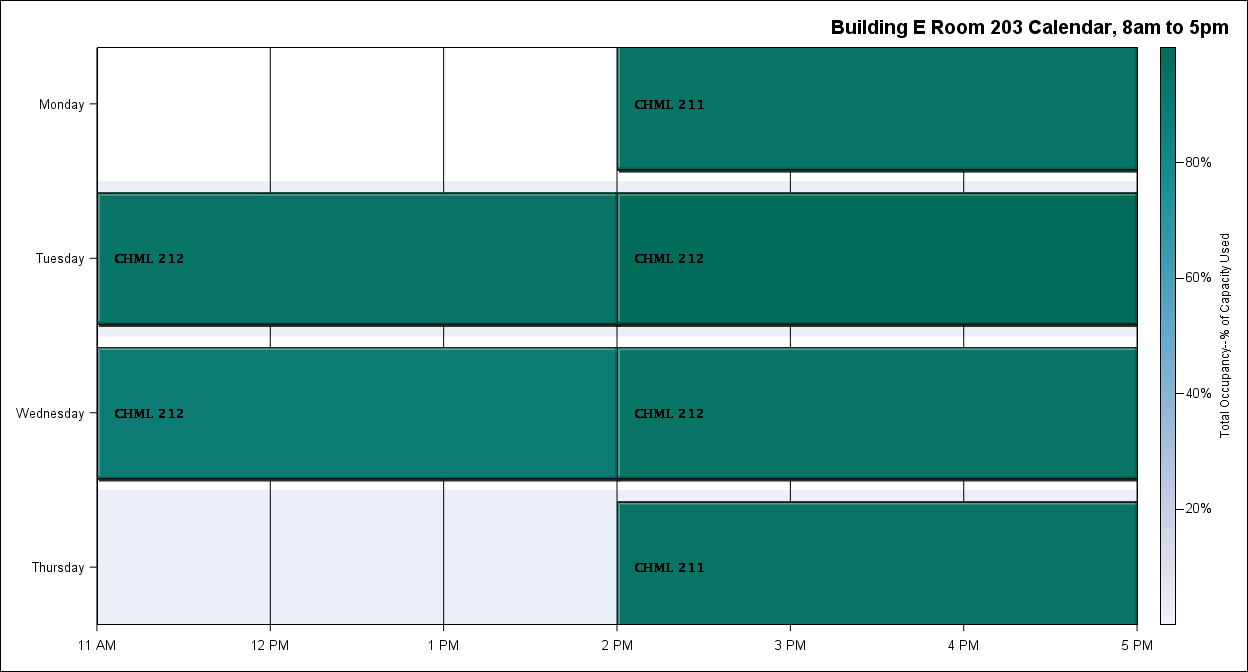 Building E Room 203 Calendar, 8am to 5pm
Monday
CHML 211
Tuesday
CHML 212
CHML 212
Wednesday
CHML 212
CHML 212
Thursday
CHML 211
11 AM
12 PM
1 PM
2 PM
3 PM
4 PM
5 PM
80%
60%
40%
20%
Total Occupancy--% of Capacity Used